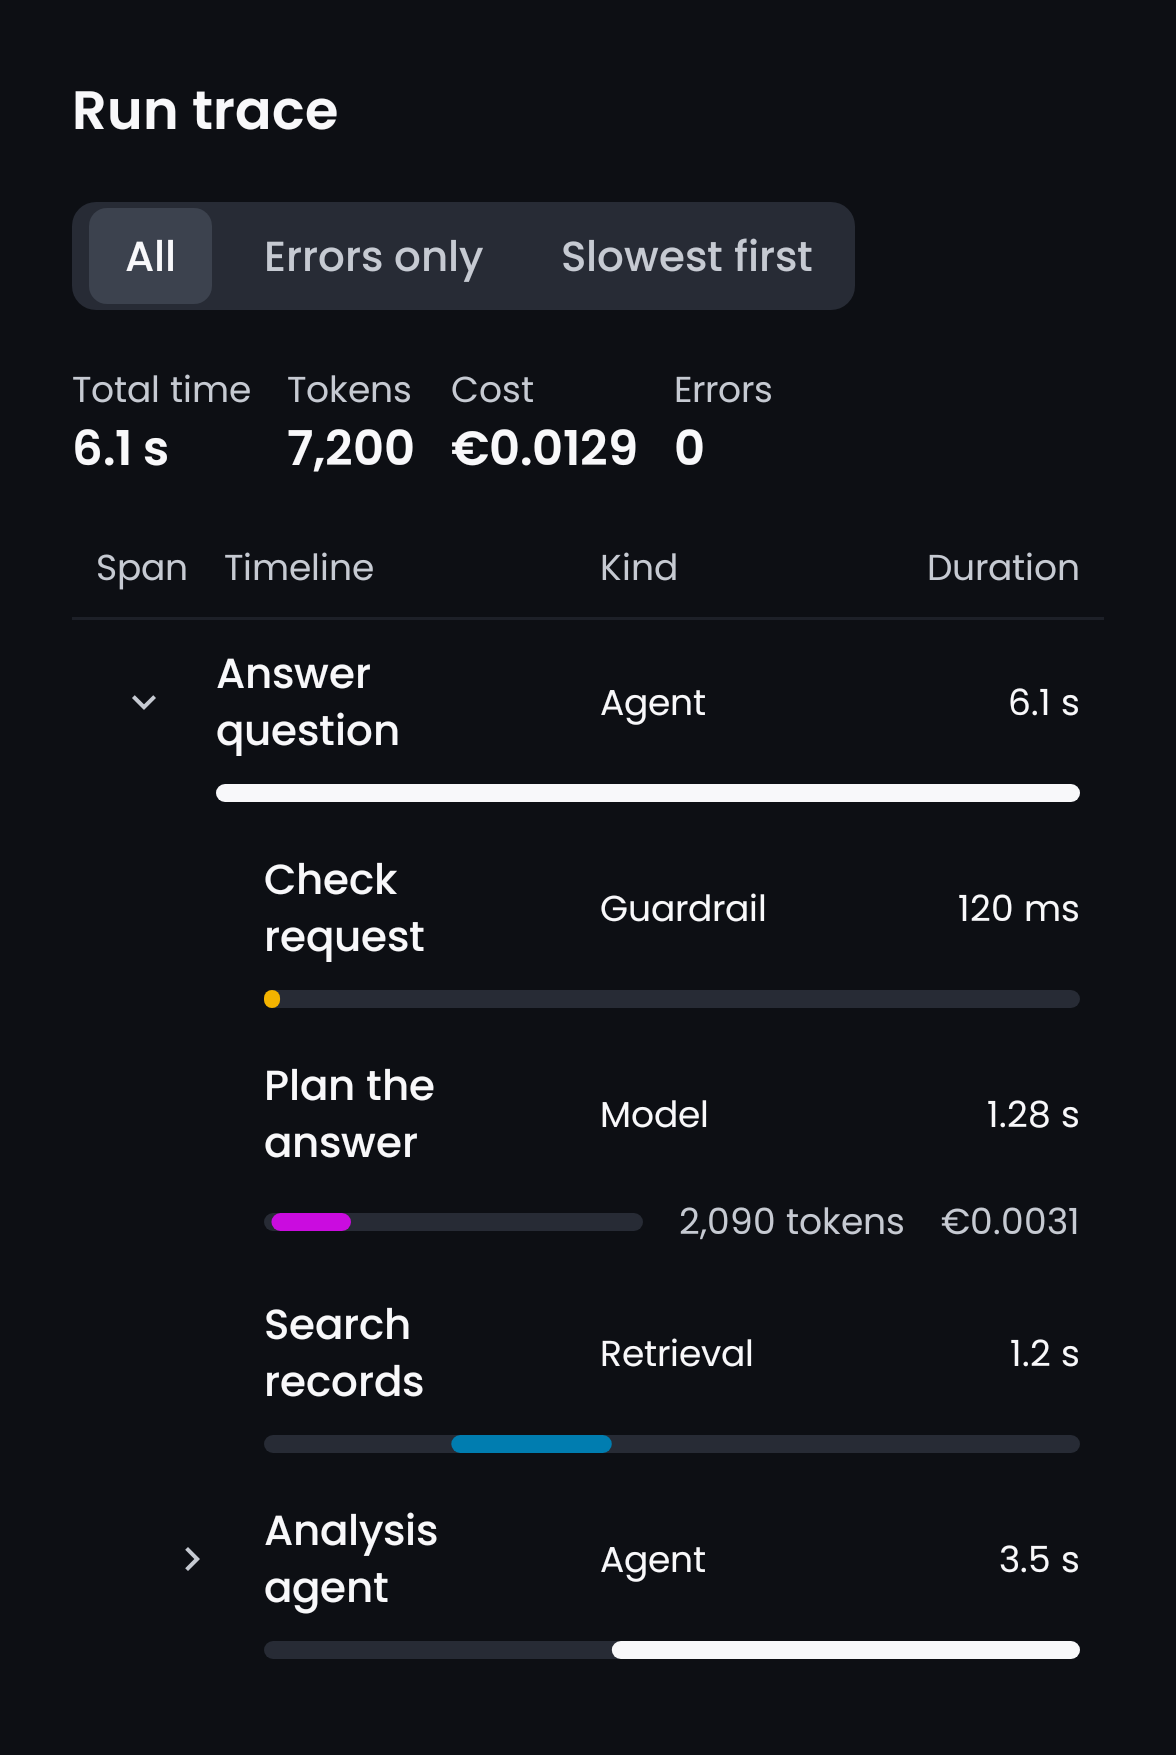 Run trace
All Errors only Slowest first
Total time Tokens Cost Errors
6.1 s 7,200 €0.0129 0
Span Timeline Kind Duration
Answer
question
Agent 6.1 s
Check
request
Guardrail 120 ms
Plan the
answer
Model 1.28 s
2,090 tokens €0.0031
Search
records
Retrieval 1.2 s
Analysis
agent
Agent 3.5 s